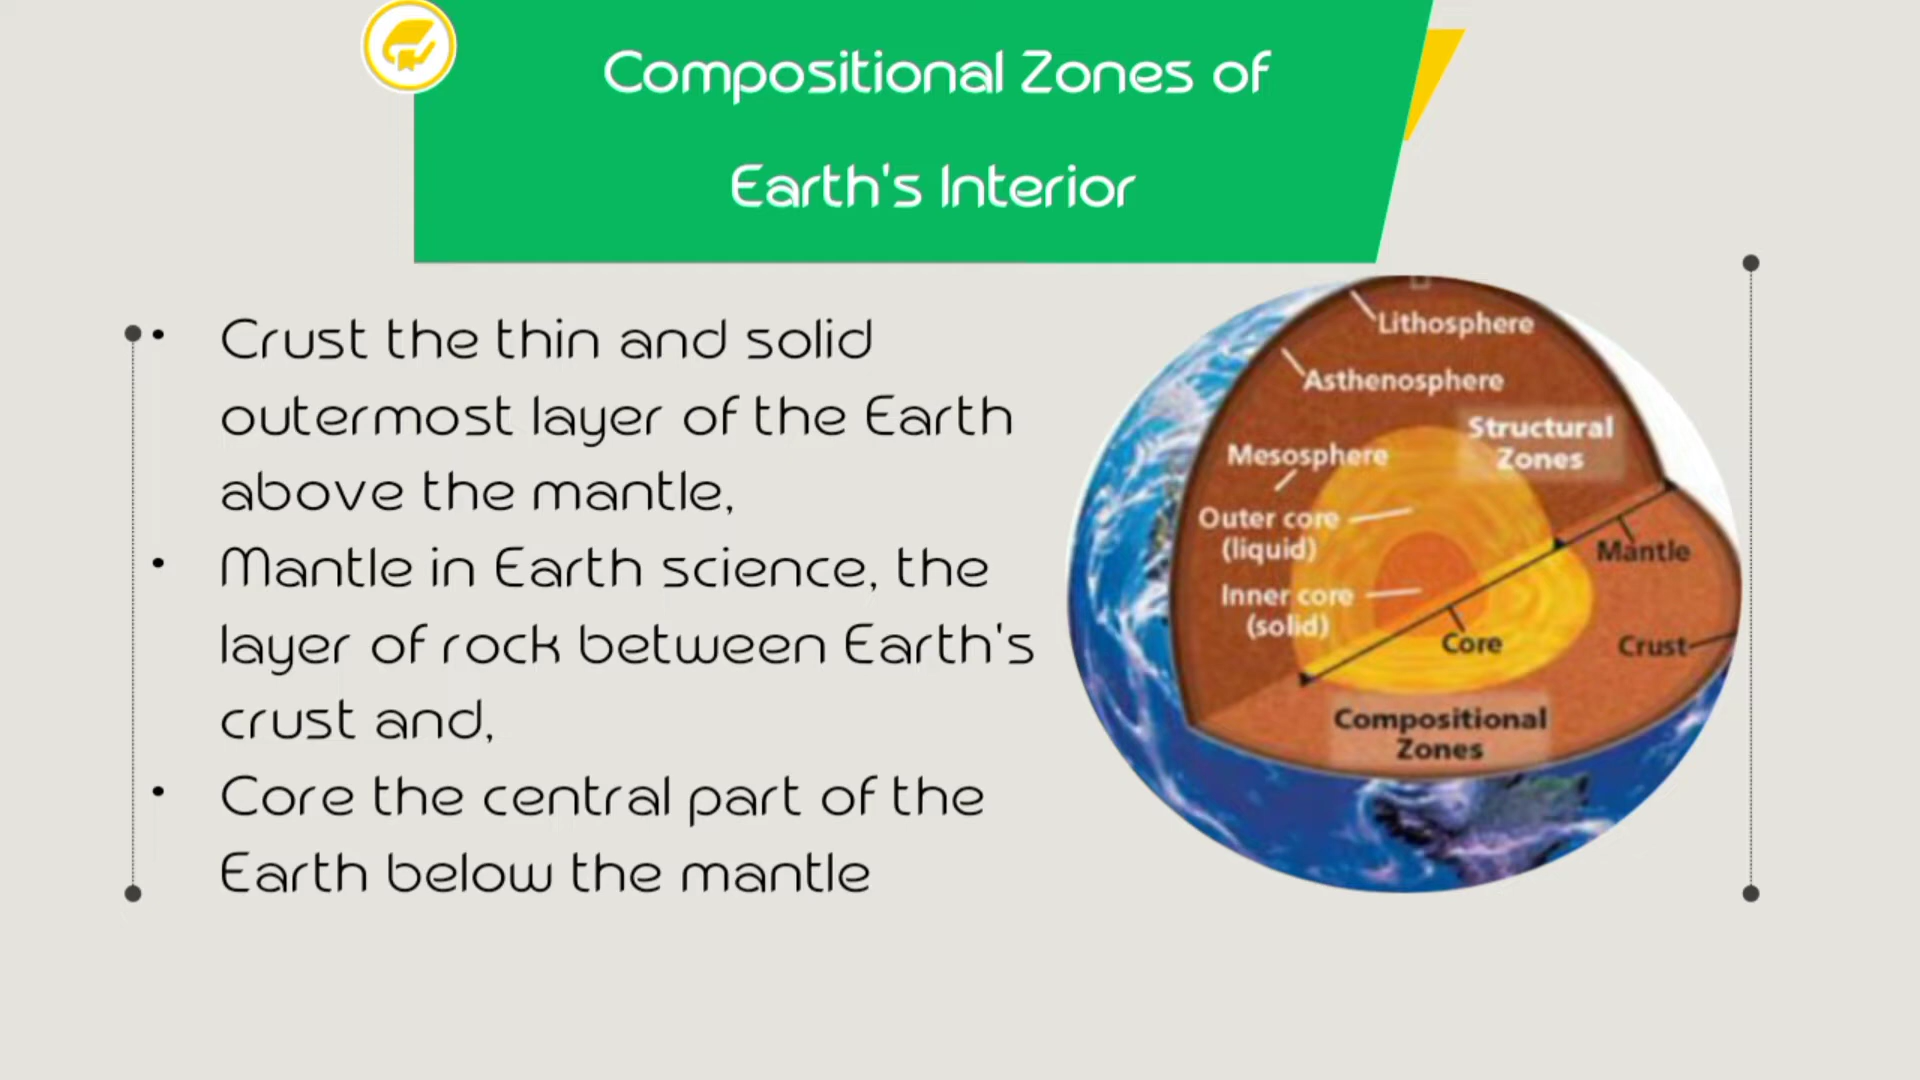 Compositional Zones of
Earth's Interior
• Crust the thin and solid
outermost layer of the Earth
above the mantle,
• Mantle in Earth science, the
layer of rock between Earth's
crust and,
• Core the central part of the
Earth below the mantle
Lithosphere
Asthenosphere
Structural
Zones
Mesosphere
Outer core
(liquid)
Mantle
Inner core
(solid)
Core
Crust
Compositional
Zones